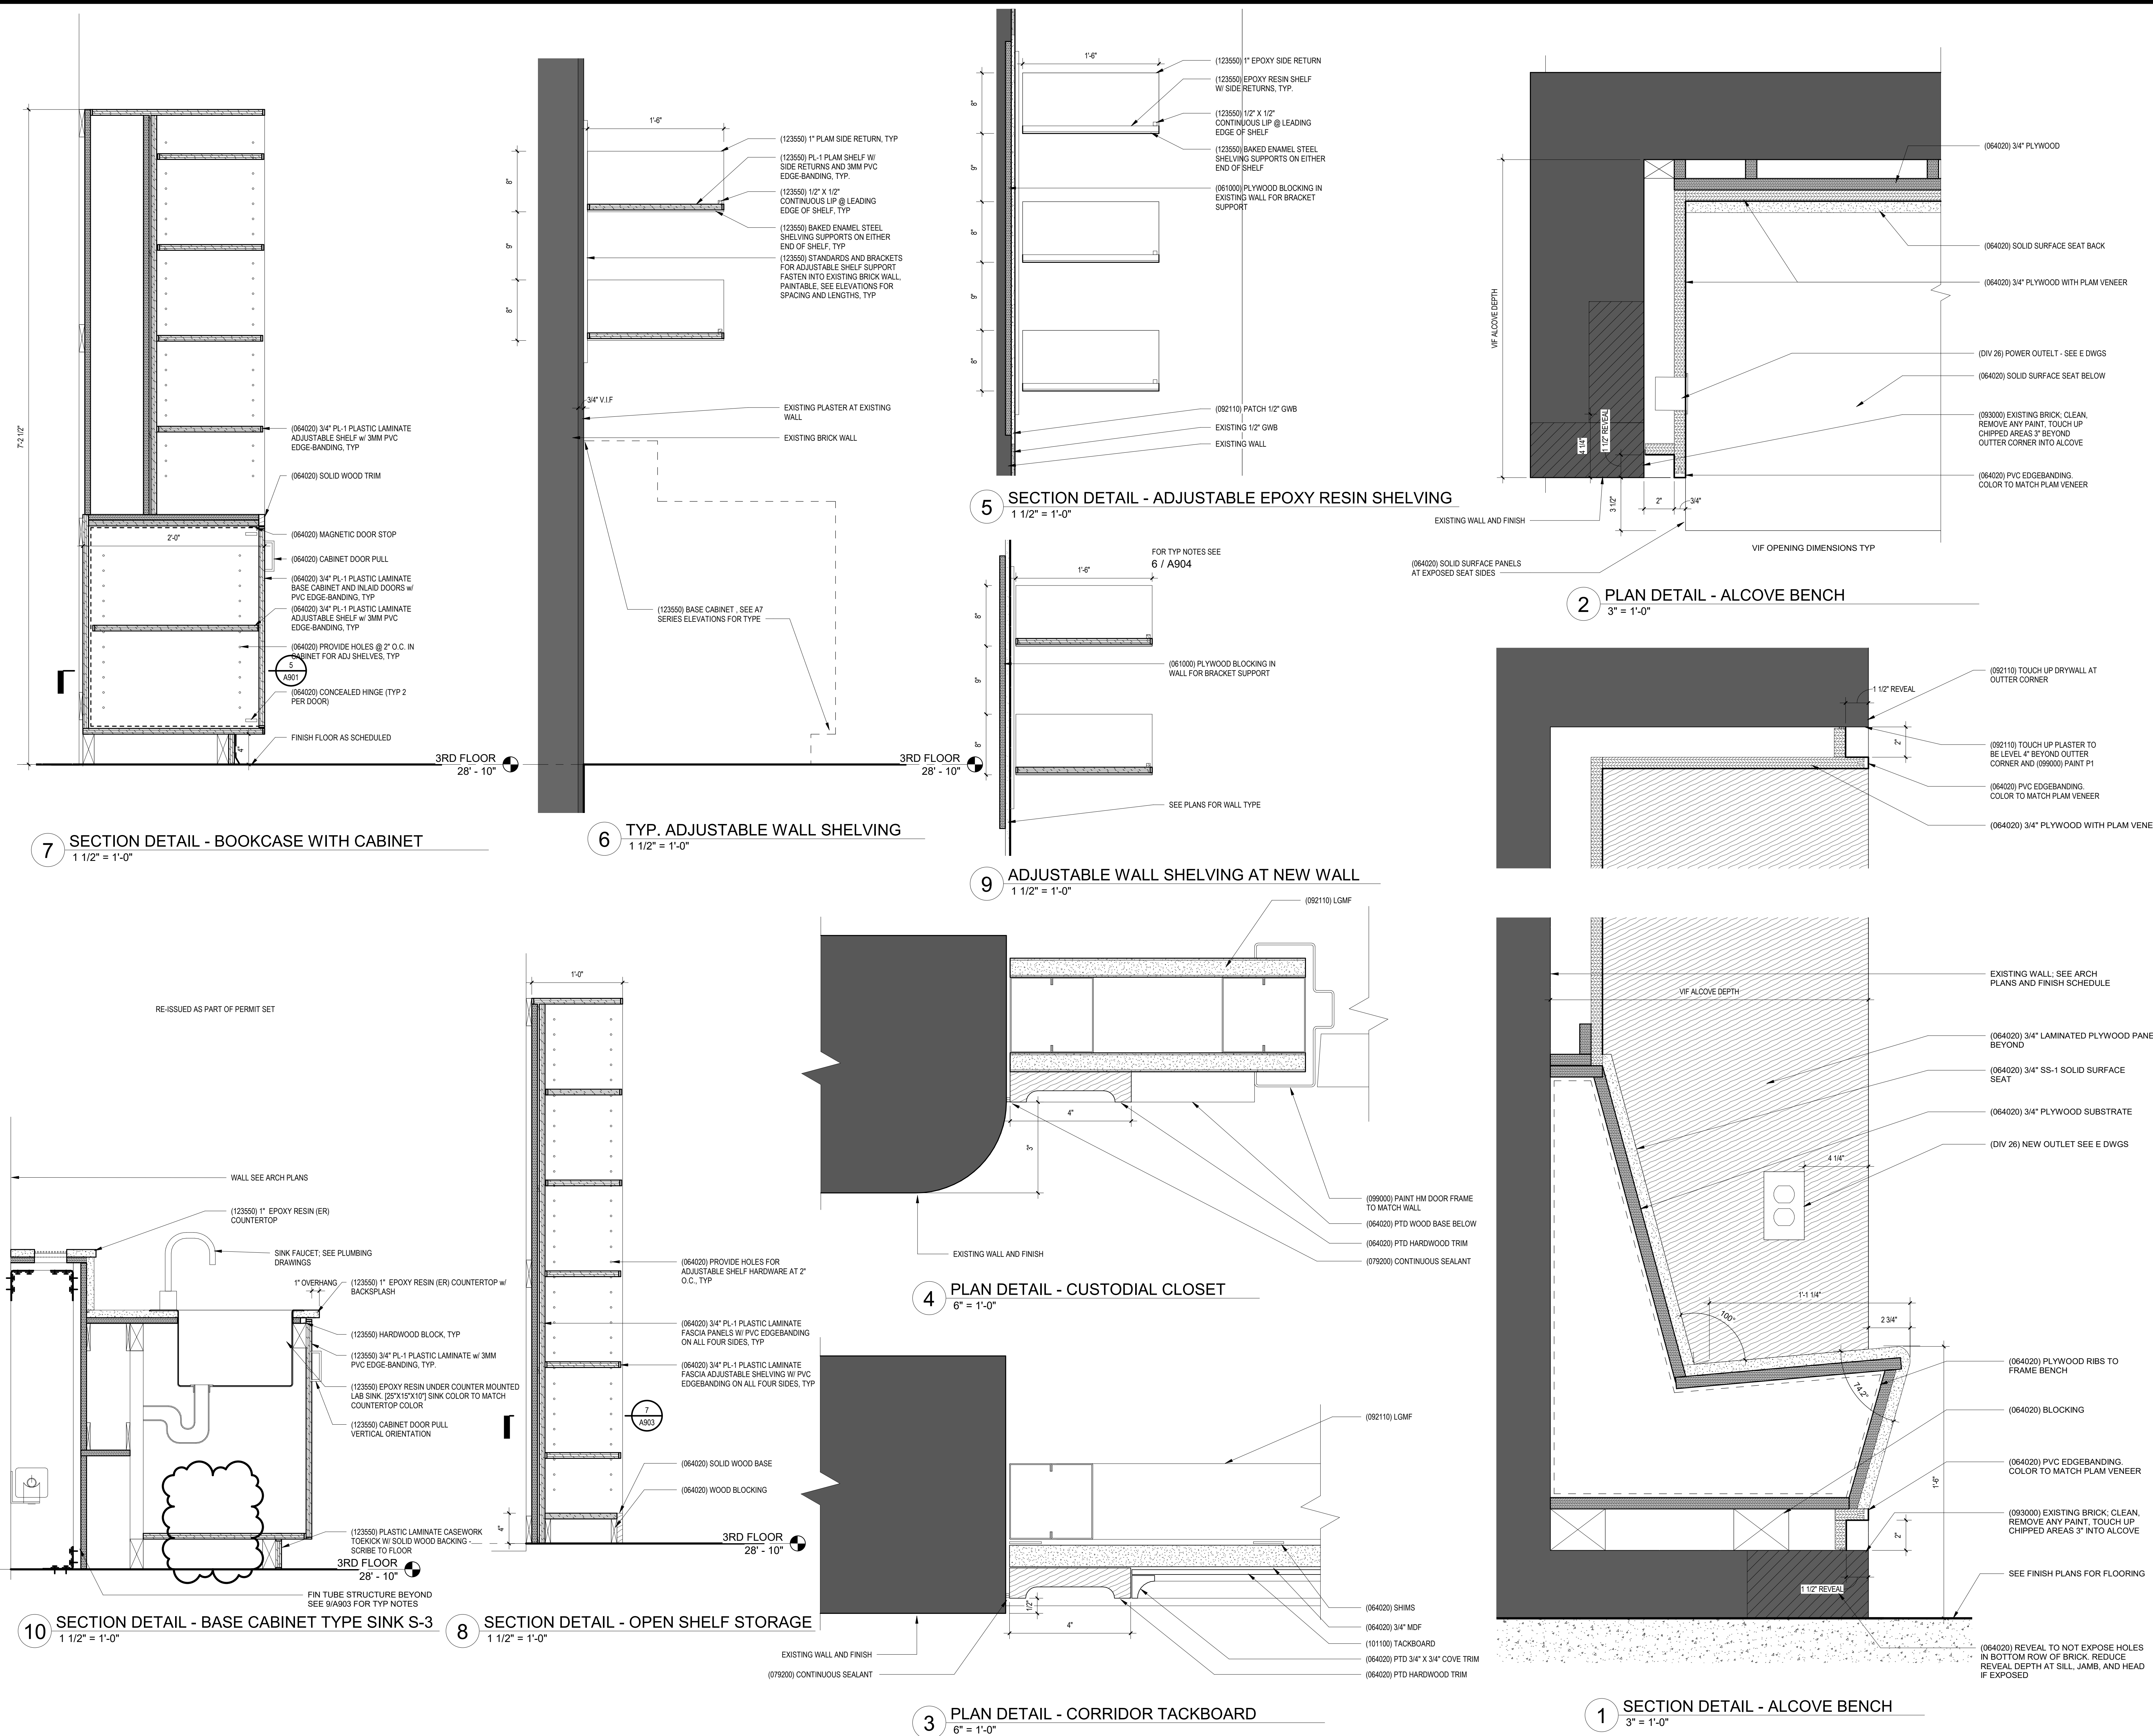 7'-2 1/2"
2'-0"
4"
(064020) 3/4" PL-1 PLASTIC LAMINATE
ADJUSTABLE SHELF w/ 3MM PVC
EDGE-BANDING, TYP
(064020) SOLID WOOD TRIM
(064020) MAGNETIC DOOR STOP
(064020) CABINET DOOR PULL
(064020) 3/4" PL-1 PLASTIC LAMINATE
BASE CABINET AND INLAID DOORS w/
PVC EDGE-BANDING, TYP
(064020) 3/4" PL-1 PLASTIC LAMINATE
ADJUSTABLE SHELF w/ 3MM PVC
EDGE-BANDING, TYP
(064020) PROVIDE HOLES @ 2" O.C. IN
CABINET FOR ADJ SHELVES, TYP
5
A901
(064020) CONCEALED HINGE (TYP 2
PER DOOR)
FINISH FLOOR AS SCHEDULED
3RD FLOOR
28' - 10"
7
SECTION DETAIL - BOOKCASE WITH CABINET
1 1/2" = 1'-0"
1'-6"
8"
9"
8"
(123550) 1" PLAM SIDE RETURN, TYP
(123550) PL-1 PLAM SHELF W/
SIDE RETURNS AND 3MM PVC
EDGE-BANDING, TYP.
(123550) 1/2" X 1/2"
CONTINUOUS LIP @ LEADING
EDGE OF SHELF, TYP
(123550) BAKED ENAMEL STEEL
SHELVING SUPPORTS ON EITHER
END OF SHELF, TYP
(123550) STANDARDS AND BRACKETS
FOR ADJUSTABLE SHELF SUPPORT
FASTEN INTO EXISTING BRICK WALL,
PAINTABLE, SEE ELEVATIONS FOR
SPACING AND LENGTHS, TYP
3/4" V.I.F
EXISTING PLASTER AT EXISTING
WALL
EXISTING BRICK WALL
(123550) BASE CABINET , SEE A7
SERIES ELEVATIONS FOR TYPE
3RD FLOOR
28' - 10"
6
TYP. ADJUSTABLE WALL SHELVING
1 1/2" = 1'-0"
1'-6"
8"
9"
8"
9"
8"
(123550) 1" EPOXY SIDE RETURN
(123550) EPOXY RESIN SHELF
W/ SIDE RETURNS, TYP.
(123550) 1/2" X 1/2"
CONTINUOUS LIP @ LEADING
EDGE OF SHELF
(123550) BAKED ENAMEL STEEL
SHELVING SUPPORTS ON EITHER
END OF SHELF
(061000) PLYWOOD BLOCKING IN
EXISTING WALL FOR BRACKET
SUPPORT
(092110) PATCH 1/2" GWB
EXISTING 1/2" GWB
EXISTING WALL
5
SECTION DETAIL - ADJUSTABLE EPOXY RESIN SHELVING
1 1/2" = 1'-0"
FOR TYP NOTES SEE
6 / A904
1'-6"
8"
9"
8"
(061000) PLYWOOD BLOCKING IN
WALL FOR BRACKET SUPPORT
SEE PLANS FOR WALL TYPE
9
ADJUSTABLE WALL SHELVING AT NEW WALL
1 1/2" = 1'-0"
VIF ALCOVE DEPTH
4 1/4"
1 1/2" REVEAL
3 1/2"
2"
3/4"
(064020) 3/4" PLYWOOD
(064020) SOLID SURFACE SEAT BACK
(064020) 3/4" PLYWOOD WITH PLAM VENEER
(DIV 26) POWER OUTELT - SEE E DWGS
(064020) SOLID SURFACE SEAT BELOW
(093000) EXISTING BRICK; CLEAN,
REMOVE ANY PAINT, TOUCH UP
CHIPPED AREAS 3" BEYOND
OUTTER CORNER INTO ALCOVE
(064020) PVC EDGEBANDING.
COLOR TO MATCH PLAM VENEER
EXISTING WALL AND FINISH
(064020) SOLID SURFACE PANELS
AT EXPOSED SEAT SIDES
VIF OPENING DIMENSIONS TYP
2
PLAN DETAIL - ALCOVE BENCH
3" = 1'-0"
1 1/2" REVEAL
2"
(092110) TOUCH UP DRYWALL AT
OUTTER CORNER
(092110) TOUCH UP PLASTER TO
BE LEVEL 4" BEYOND OUTTER
CORNER AND (099000) PAINT P1
(064020) PVC EDGEBANDING.
COLOR TO MATCH PLAM VENEER
(064020) 3/4" PLYWOOD WITH PLAM VENE
VIF ALCOVE DEPTH
EXISTING WALL; SEE ARCH
PLANS AND FINISH SCHEDULE
(064020) 3/4" LAMINATED PLYWOOD PANE
BEYOND
(064020) 3/4" SS-1 SOLID SURFACE
SEAT
(064020) 3/4" PLYWOOD SUBSTRATE
(DIV 26) NEW OUTLET SEE E DWGS
4 1/4"
1'-1 1/4"
2 3/4"
100°
74.2°
1'-6"
2"
1 1/2" REVEAL
(064020) PLYWOOD RIBS TO
FRAME BENCH
(064020) BLOCKING
(064020) PVC EDGEBANDING.
COLOR TO MATCH PLAM VENEER
(093000) EXISTING BRICK; CLEAN,
REMOVE ANY PAINT, TOUCH UP
CHIPPED AREAS 3" INTO ALCOVE
SEE FINISH PLANS FOR FLOORING
(064020) REVEAL TO NOT EXPOSE HOLES
IN BOTTOM ROW OF BRICK. REDUCE
REVEAL DEPTH AT SILL, JAMB, AND HEAD
IF EXPOSED
1
SECTION DETAIL - ALCOVE BENCH
3" = 1'-0"
RE-ISSUED AS PART OF PERMIT SET
WALL SEE ARCH PLANS
(123550) 1" EPOXY RESIN (ER)
COUNTERTOP
SINK FAUCET; SEE PLUMBING
DRAWINGS
1" OVERHANG
(123550) 1" EPOXY RESIN (ER) COUNTERTOP w/
BACKSPLASH
(123550) HARDWOOD BLOCK, TYP
(123550) 3/4" PL-1 PLASTIC LAMINATE w/ 3MM
PVC EDGE-BANDING, TYP.
(123550) EPOXY RESIN UNDER COUNTER MOUNTED
LAB SINK. [25"X15"X10"] SINK COLOR TO MATCH
COUNTERTOP COLOR
(123550) CABINET DOOR PULL
VERTICAL ORIENTATION
(123550) PLASTIC LAMINATE CASEWORK
TOEKICK W/ SOLID WOOD BACKING -
SCRIBE TO FLOOR
3RD FLOOR
28' - 10"
FIN TUBE STRUCTURE BEYOND
SEE 9/A903 FOR TYP NOTES
10
SECTION DETAIL - BASE CABINET TYPE SINK S-3
1 1/2" = 1'-0"
1'-0"
4"
(064020) PROVIDE HOLES FOR
ADJUSTABLE SHELF HARDWARE AT 2"
O.C., TYP
(064020) 3/4" PL-1 PLASTIC LAMINATE
FASCIA PANELS W/ PVC EDGEBANDING
ON ALL FOUR SIDES, TYP
(064020) 3/4" PL-1 PLASTIC LAMINATE
FASCIA ADJUSTABLE SHELVING W/ PVC
EDGEBANDING ON ALL FOUR SIDES, TYP
7
A903
(064020) SOLID WOOD BASE
(064020) WOOD BLOCKING
3RD FLOOR
28' - 10"
8
SECTION DETAIL - OPEN SHELF STORAGE
1 1/2" = 1'-0"
(092110) LGMF
4"
3"
(099000) PAINT HM DOOR FRAME
TO MATCH WALL
(064020) PTD WOOD BASE BELOW
(064020) PTD HARDWOOD TRIM
(079200) CONTINUOUS SEALANT
EXISTING WALL AND FINISH
4
PLAN DETAIL - CUSTODIAL CLOSET
6" = 1'-0"
(092110) LGMF
1/2"
4"
(064020) SHIMS
(064020) 3/4" MDF
(101100) TACKBOARD
(064020) PTD 3/4" X 3/4" COVE TRIM
(064020) PTD HARDWOOD TRIM
EXISTING WALL AND FINISH
(079200) CONTINUOUS SEALANT
3
PLAN DETAIL - CORRIDOR TACKBOARD
6" = 1'-0"